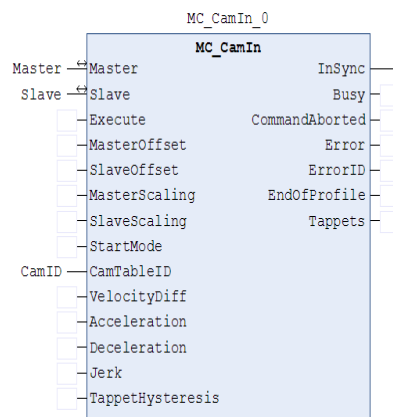 MC_CamIn_0
MC_CamIn
Master Master InSync
Slave Slave Busy
Execute CommandAborted
MasterOffset Error
SlaveOffset ErrorID
MasterScaling EndOfProfile
SlaveScaling Tappets
StartMode
CamID CamTableID
VelocityDiff
Acceleration
Deceleration
Jerk
TappetHysteresis